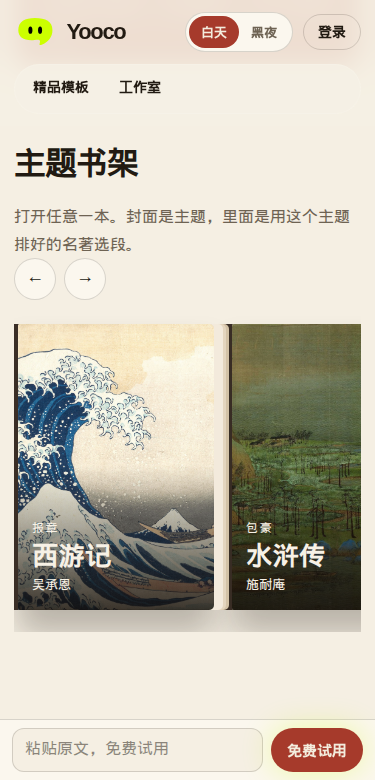 Yooco
白天 黑夜
登录
精品模板 工作室
主题书架
打开任意一本。封面是主题，里面是用这个主题
排好的名著选段。
← →
报章
西游记
吴承恩
包豪
水浒传
施耐庵
粘贴原文，免费试用
免费试用